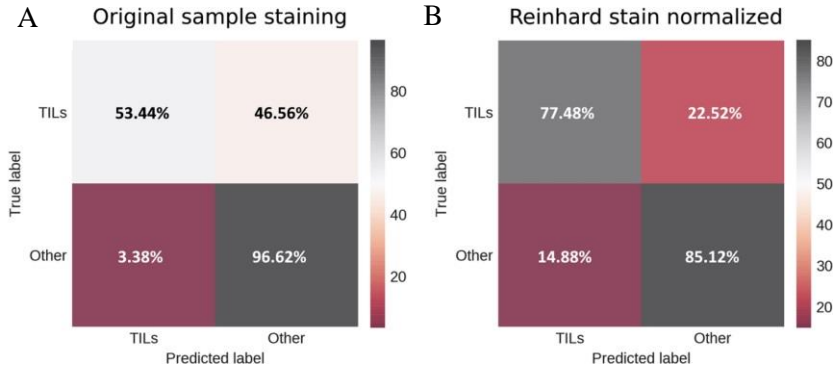 A
Original sample staining
TILs
53.44%
46.56%
Other
3.38%
96.62%
TILs
Other
True label
Predicted label
80
60
40
20
B
Reinhard stain normalized
TILs
77.48%
22.52%
Other
14.88%
85.12%
TILs
Other
True label
Predicted label
80
70
60
50
40
30
20